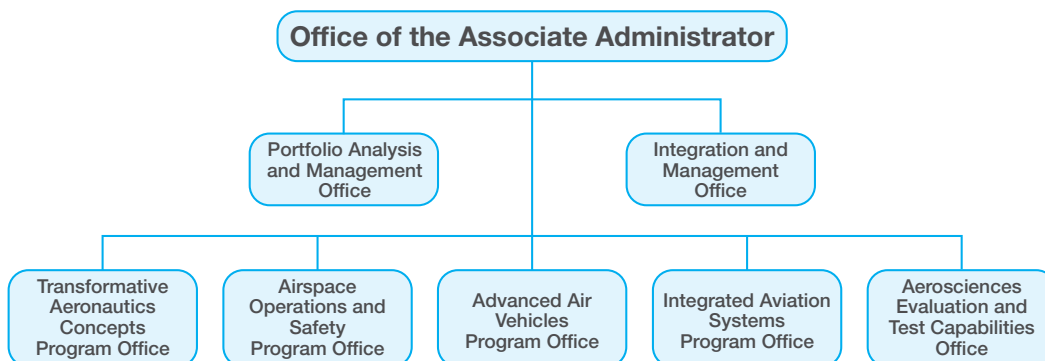 Office of the Associate Administrator
Portfolio Analysis
and Management
Office
Integration and
Management
Office
Transformative
Aeronautics
Concepts
Program Office
Airspace
Operations and
Safety
Program Office
Advanced Air
Vehicles
Program Office
Integrated Aviation
Systems
Program Office
Aerosciences
Evaluation and
Test Capabilities
Office